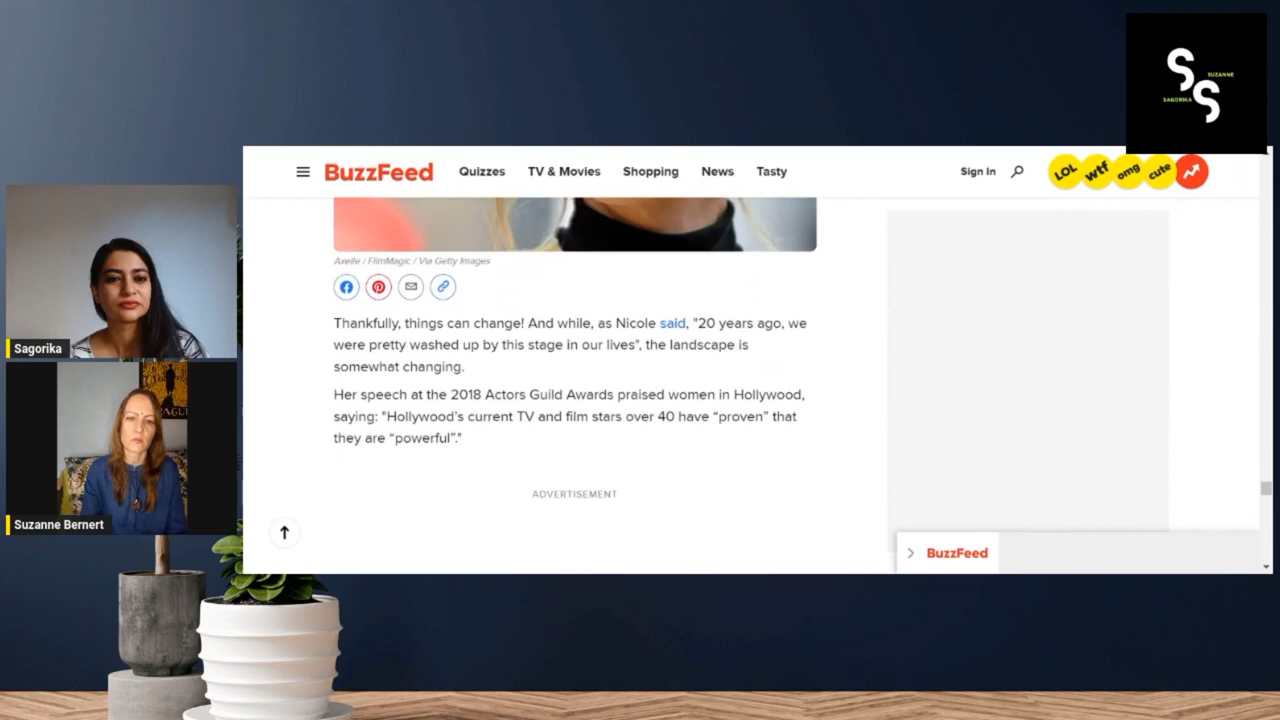 SUZANNE
SAGORIKA
BuzzFeed
Quizzes
TV & Movies
Shopping
News
Tasty
Sign In
LOL
wtf
omg
cute
Axelle / FilmMagic / Via Getty Images
Thankfully, things can change! And while, as Nicole said, "20 years ago, we
were pretty washed up by this stage in our lives", the landscape is
somewhat changing.
Her speech at the 2018 Actors Guild Awards praised women in Hollywood,
saying: "Hollywood's current TV and film stars over 40 have “proven” that
they are “powerful”."
ADVERTISEMENT
BuzzFeed
Sagorika
Suzanne Bernert